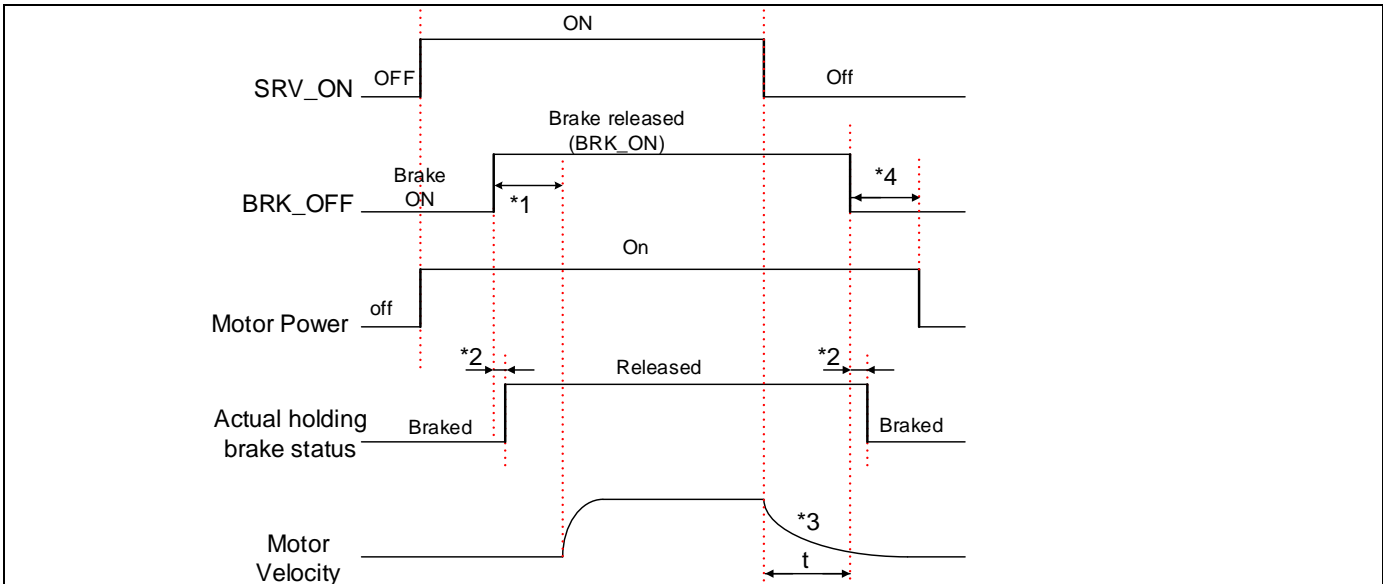 ON
SRV_ON
OFF
Off
Brake released
(BRK_ON)
Brake
ON
BRK_OFF
*1
*4
On
off
Motor Power
*2
Released
*2
Actual holding
brake status
Braked
Braked
*3
Motor
Velocity
t